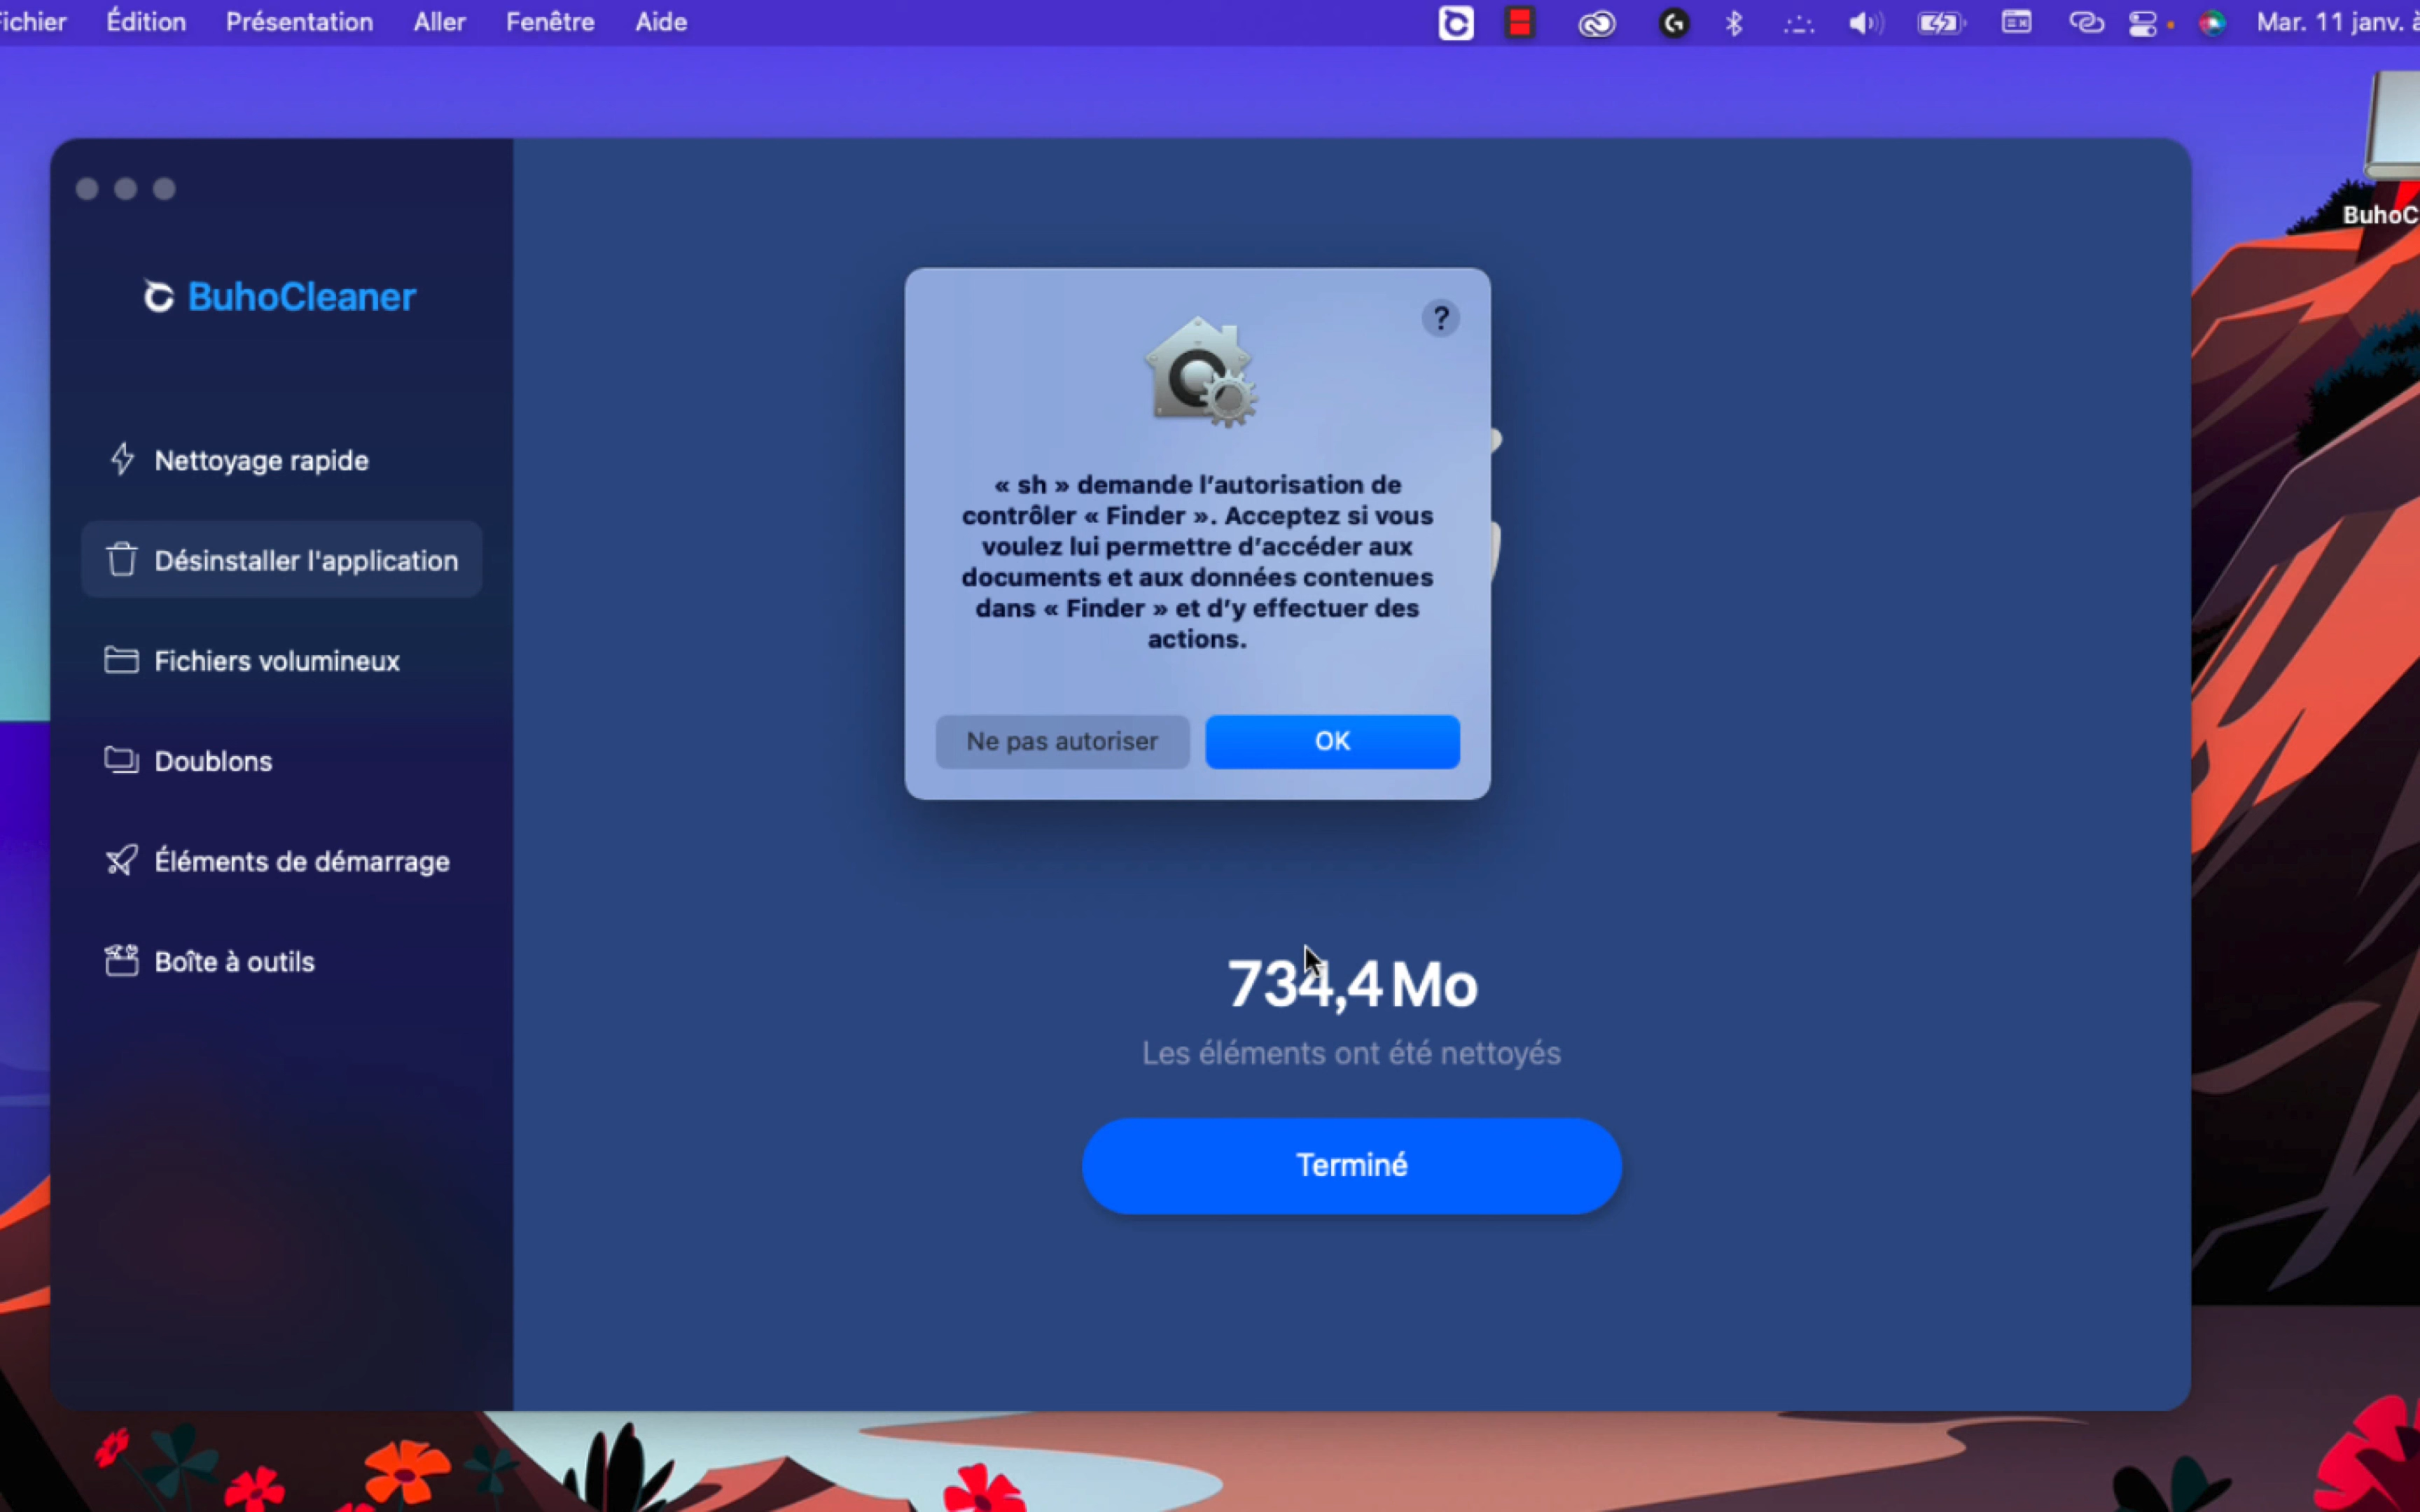 Édition Présentation Aller Fenêtre Aide Mar. 11 janv.
BuhoCleaner
Nettoyage rapide
Désinstaller l'application
Fichiers volumineux
Doublons
Éléments de démarrage
Boîte à outils
?
« sh » demande l’autorisation de
contrôler « Finder ». Acceptez si vous
voulez lui permettre d’accéder aux
documents et aux données contenues
dans « Finder » et d’y effectuer des
actions.
Ne pas autoriser OK
734,4 Mo
Les éléments ont été nettoyés
Terminé